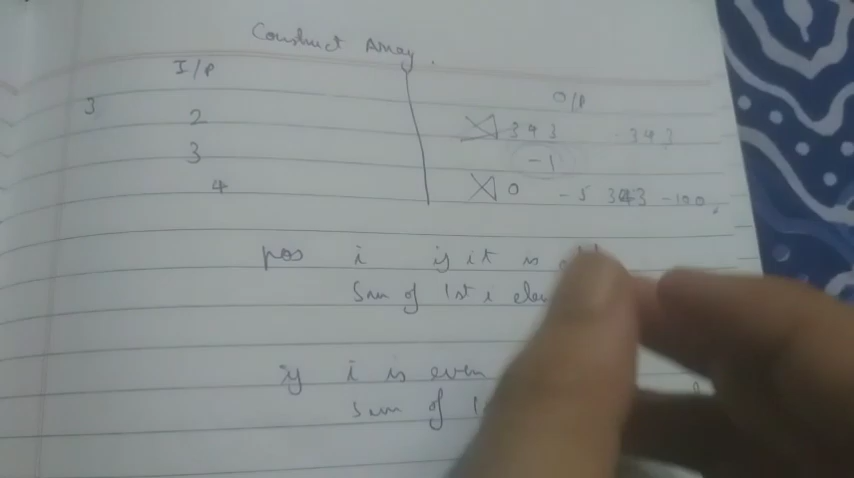 Construct Array.
I/P O/P
3 2 343 343
3 -1
4 0 -5 -100
pos i if it is
Sum of 1st i
if i is even
Sum of